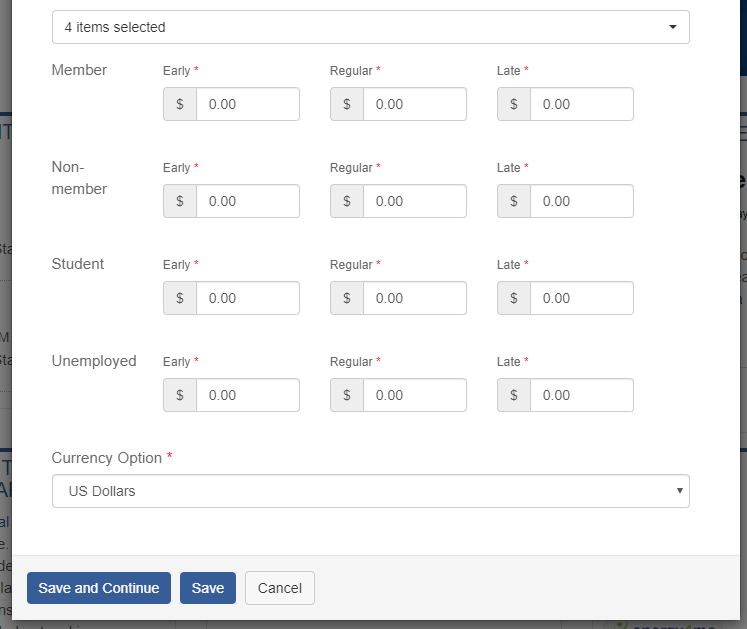 4 items selected
Member Early * Regular * Late *
$ 0.00 $ 0.00 $ 0.00
Non-
member
Early * Regular * Late *
$ 0.00 $ 0.00 $ 0.00
Student Early * Regular * Late *
$ 0.00 $ 0.00 $ 0.00
Unemployed Early * Regular * Late *
$ 0.00 $ 0.00 $ 0.00
Currency Option *
US Dollars
Save and Continue Save Cancel